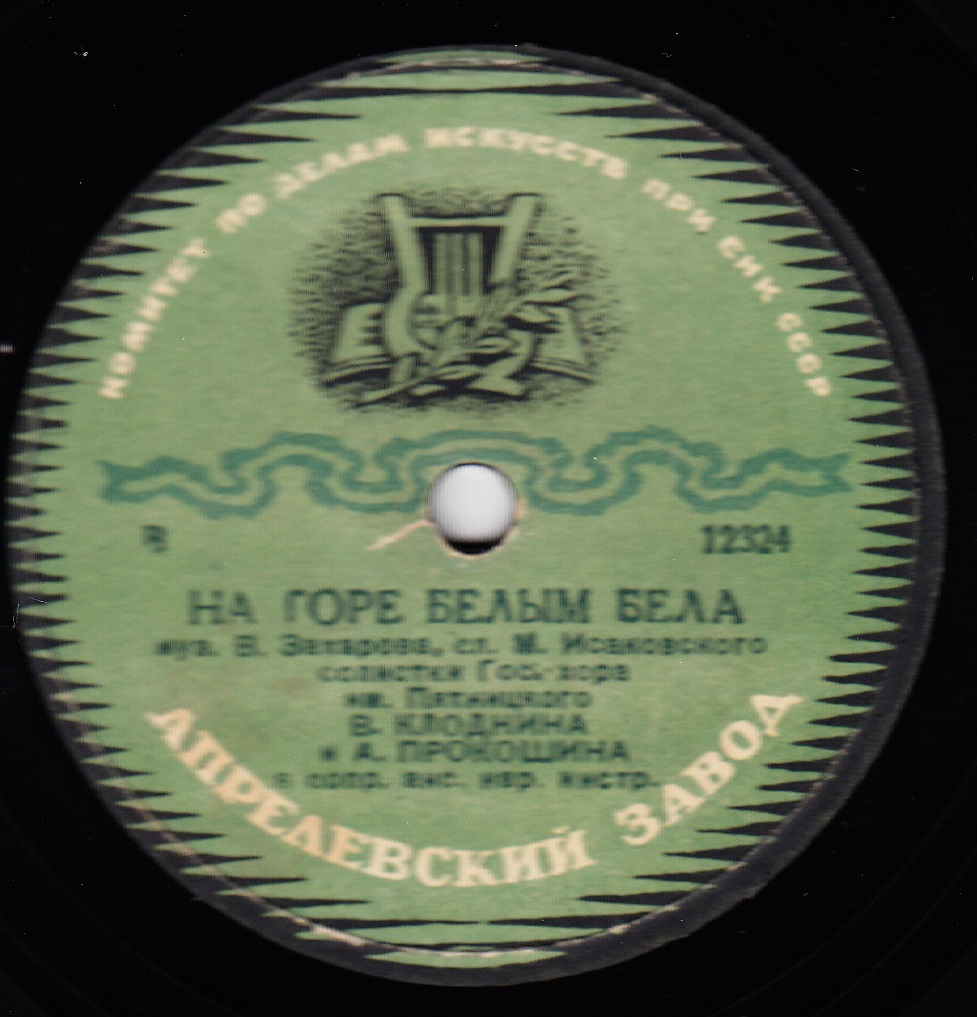 КОМИТЕТ ПО ДЕЛАМ ИСКУССТВ ПРИ СНК СССР
В 12324
НА ГОРЕ БЕЛЫМ БЕЛА
муз. В. Захарова, сл. М. Исаковского
солистки Гос. хора
им. Пятницкого
В. КЛОДНИНА
и А. ПРОКОШИНА
в сопр. анс. нар. инстр.
АПРЕЛЕВСКИЙ ЗАВОД